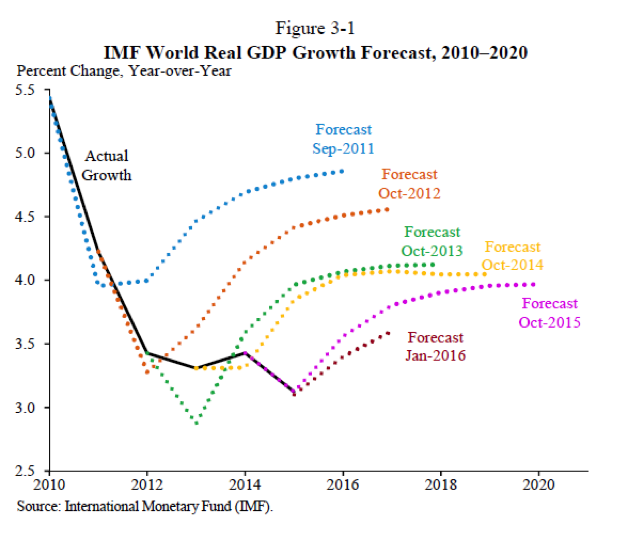 Figure 3-1
IMF World Real GDP Growth Forecast, 2010–2020
Percent Change, Year-over-Year
5.5
5.0
4.5
4.0
3.5
3.0
2.5
Actual
Growth
Forecast
Sep-2011
Forecast
Oct-2012
Forecast
Oct-2013
Forecast
Oct-2014
Forecast
Oct-2015
Forecast
Jan-2016
2010 2012 2014 2016 2018 2020
Source: International Monetary Fund (IMF).